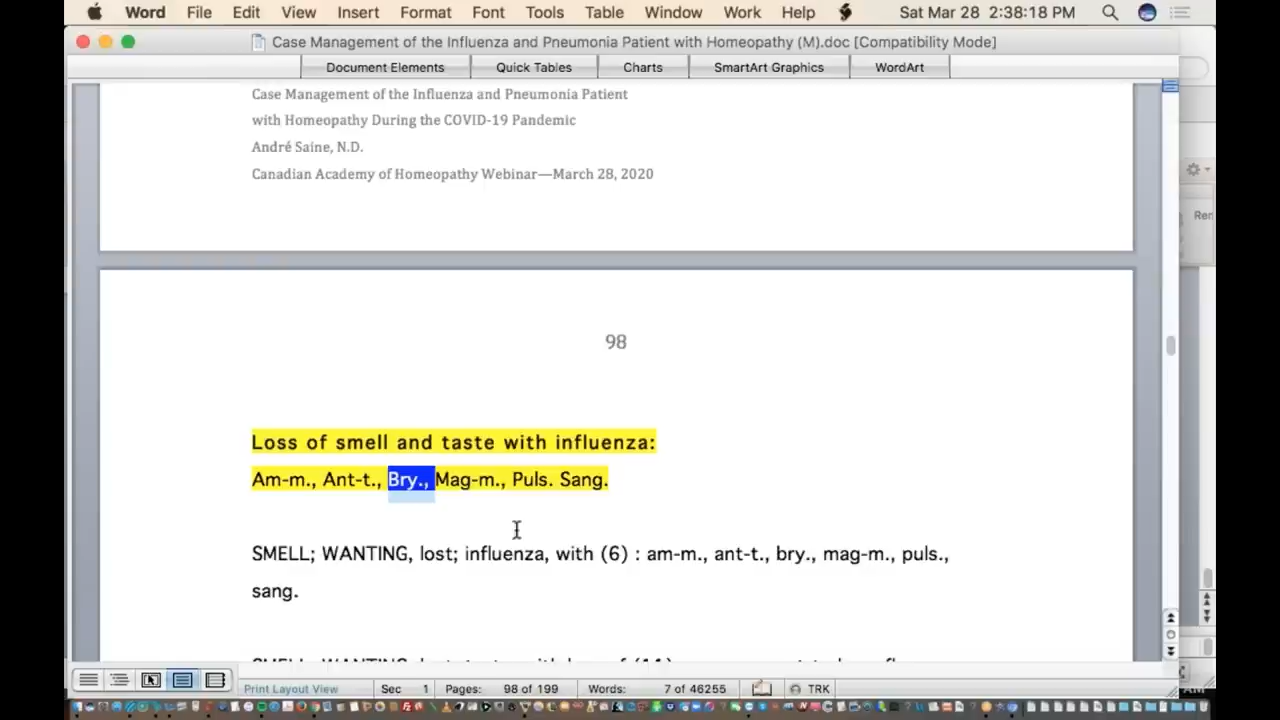 Word File Edit View Insert Format Font Tools Table Window Work Help Sat Mar 28 2:38:18 PM
Case Management of the Influenza and Pneumonia Patient with Homeopathy (M).doc [Compatibility Mode]
Document Elements Quick Tables Charts SmartArt Graphics WordArt
Case Management of the Influenza and Pneumonia Patient
with Homeopathy During the COVID-19 Pandemic
André Saine, N.D.
Canadian Academy of Homeopathy Webinar—March 28, 2020
Ren
98
Loss of smell and taste with influenza:
Am-m., Ant-t., Bry., Mag-m., Puls. Sang.
SMELL; WANTING, lost; influenza, with (6) : am-m., ant-t., bry., mag-m., puls.,
sang.
Print Layout View Sec 1 Pages: 98 of 199 Words: 7 of 46255 TRK
AM